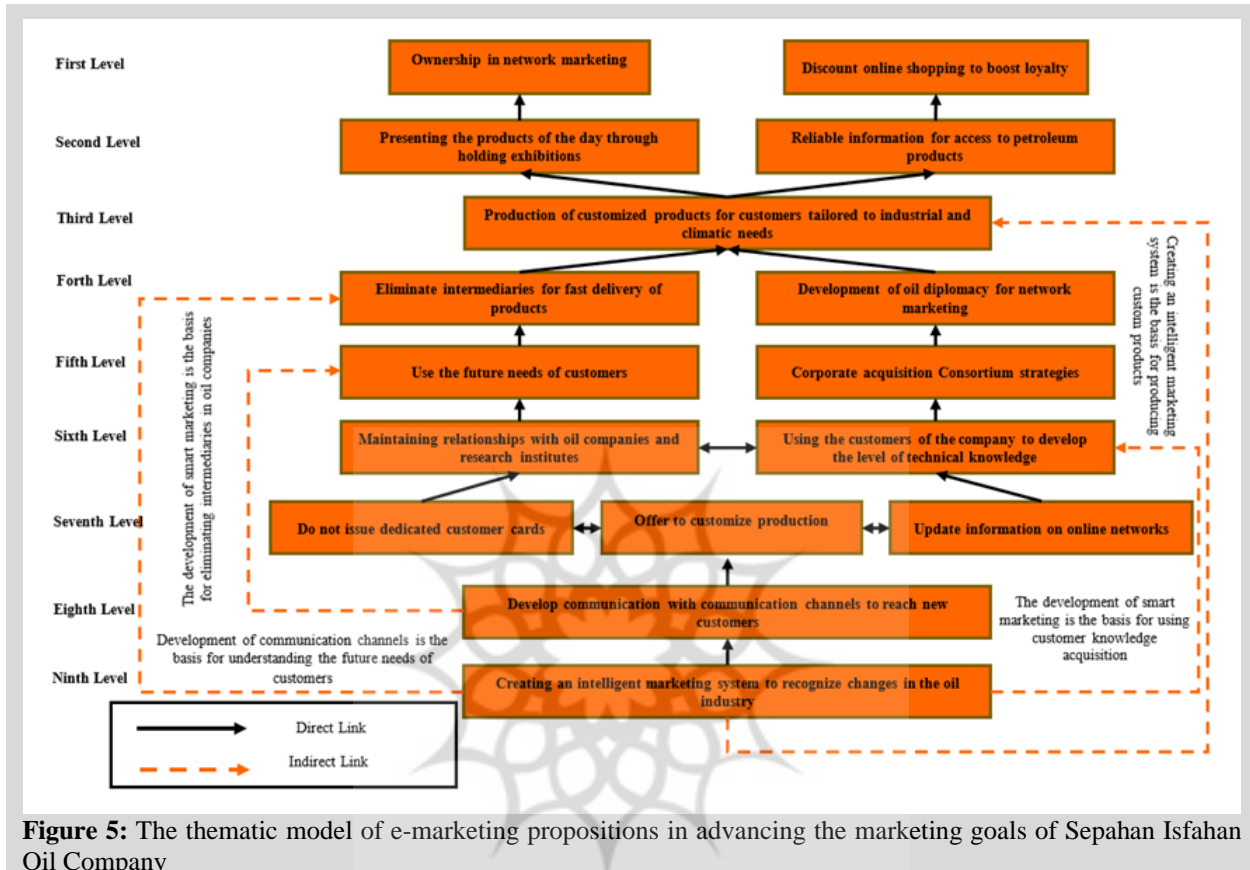 First Level
Ownership in network marketing
Discount online shopping to boost loyalty
Second Level
Presenting the products of the day through
holding exhibitions
Reliable information for access to petroleum
products
Third Level
Production of customized products for customers tailored to industrial and
climatic needs
Forth Level
Eliminate intermediaries for fast delivery of
products
Development of oil diplomacy for network
marketing
Fifth Level
Use the future needs of customers
Corporate acquisition Consortium strategies
Sixth Level
Maintaining relationships with oil companies and
research institutes
Using the customers of the company to develop
the level of technical knowledge
Seventh Level
Do not issue dedicated customer cards
Offer to customize production
Update information on online networks
Eighth Level
Develop communication with communication channels to reach new
customers
Ninth Level
Creating an intelligent marketing system to recognize changes in the oil
industry
The development of smart marketing is the basis
for eliminating intermediaries in oil companies
Creating an intelligent marketing
system is the basis for producing
custom products
Development of communication channels is the
basis for understanding the future needs of
customers
The development of smart
marketing is the basis for using
customer knowledge
acquisition
Direct Link
Indirect Link
Figure 5: The thematic model of e-marketing propositions in advancing the marketing goals of Sepahan Isfahan
Oil Company